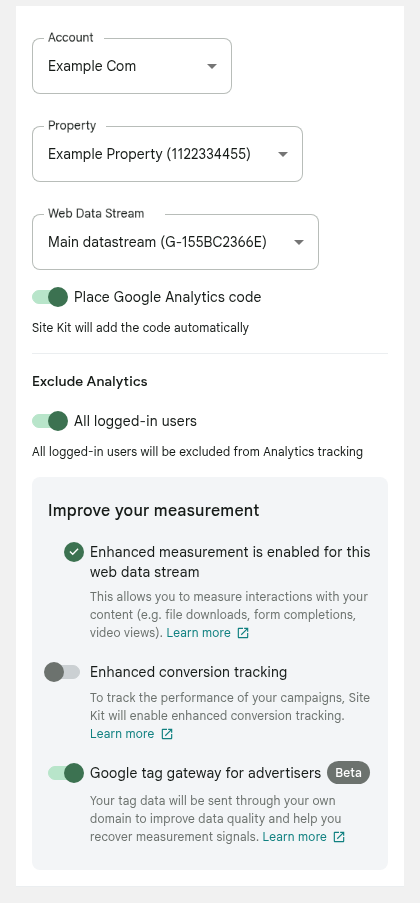 Account
Example Com
Property
Example Property (1122334455)
Web Data Stream
Main datastream (G-155BC2366E)
Place Google Analytics code
Site Kit will add the code automatically
Exclude Analytics
All logged-in users
All logged-in users will be excluded from Analytics tracking
Improve your measurement
Enhanced measurement is enabled for this
web data stream
This allows you to measure interactions with your
content (e.g. file downloads, form completions,
video views). Learn more
Enhanced conversion tracking
To track the performance of your campaigns, Site
Kit will enable enhanced conversion tracking.
Learn more
Google tag gateway for advertisers Beta
Your tag data will be sent through your own
domain to improve data quality and help you
recover measurement signals. Learn more